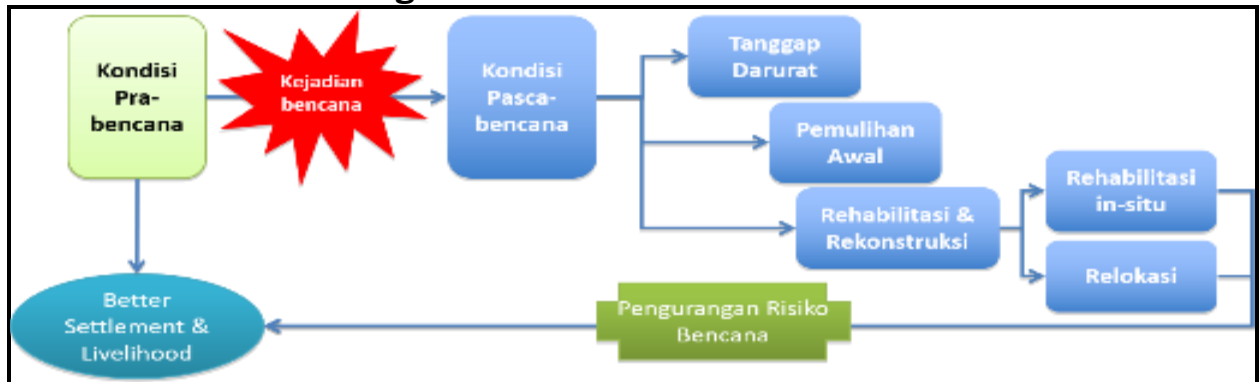 Kondisi
Pra-
bencana
Kejadian
bencana
Kondisi
Pasca-
bencana
Tanggap
Darurat
Pemulihan
Awal
Rehabilitasi &
Rekonstruksi
Rehabilitasi
in-situ
Relokasi
Pengurangan Risiko
Bencana
Better
Settlement &
Livelihood